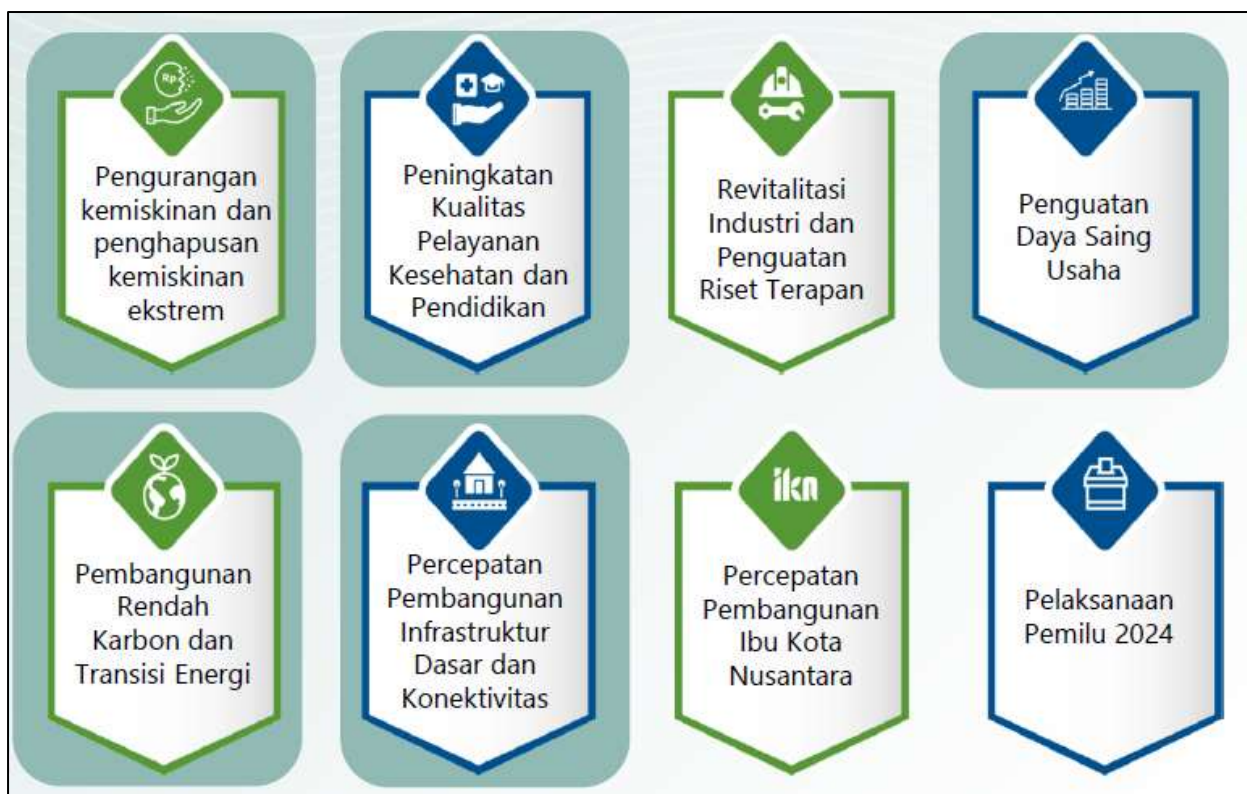 Rp
Pengurangan
kemiskinan dan
penghapusan
kemiskinan
ekstrem
Peningkatan
Kualitas
Pelayanan
Kesehatan dan
Pendidikan
Revitalitasi
Industri dan
Penguatan
Riset Terapan
Penguatan
Daya Saing
Usaha
Pembangunan
Rendah
Karbon dan
Transisi Energi
Percepatan
Pembangunan
Infrastruktur
Dasar dan
Konektivitas
ikn
Percepatan
Pembangunan
Ibu Kota
Nusantara
Pelaksanaan
Pemilu 2024